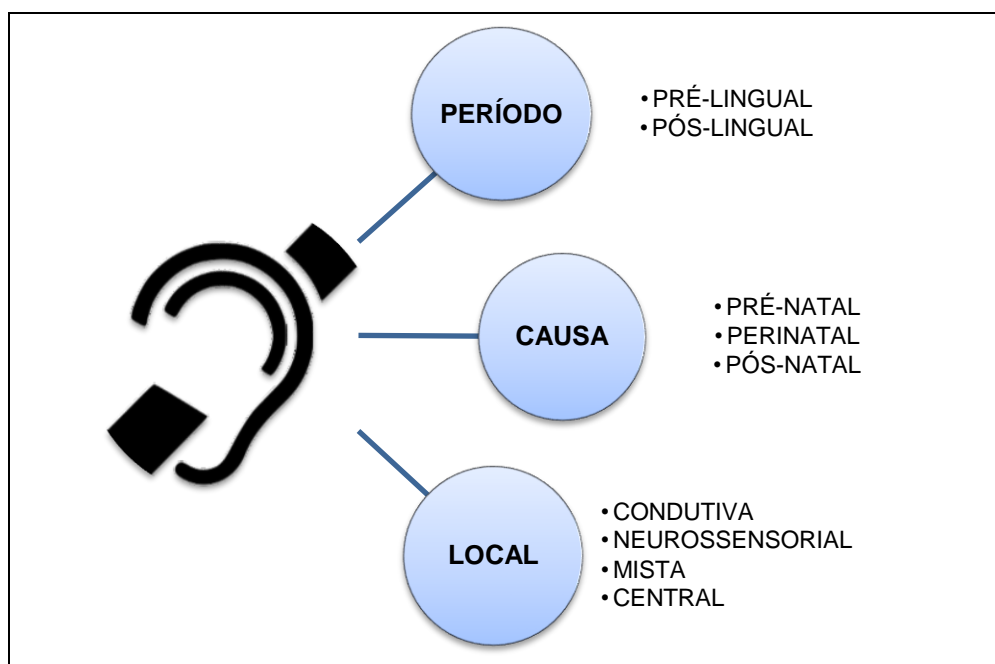 PERÍODO
• PRÉ-LINGUAL
• PÓS-LINGUAL
CAUSA
• PRÉ-NATAL
• PERINATAL
• PÓS-NATAL
LOCAL
• CONDUTIVA
• NEUROSSENSORIAL
• MISTA
• CENTRAL